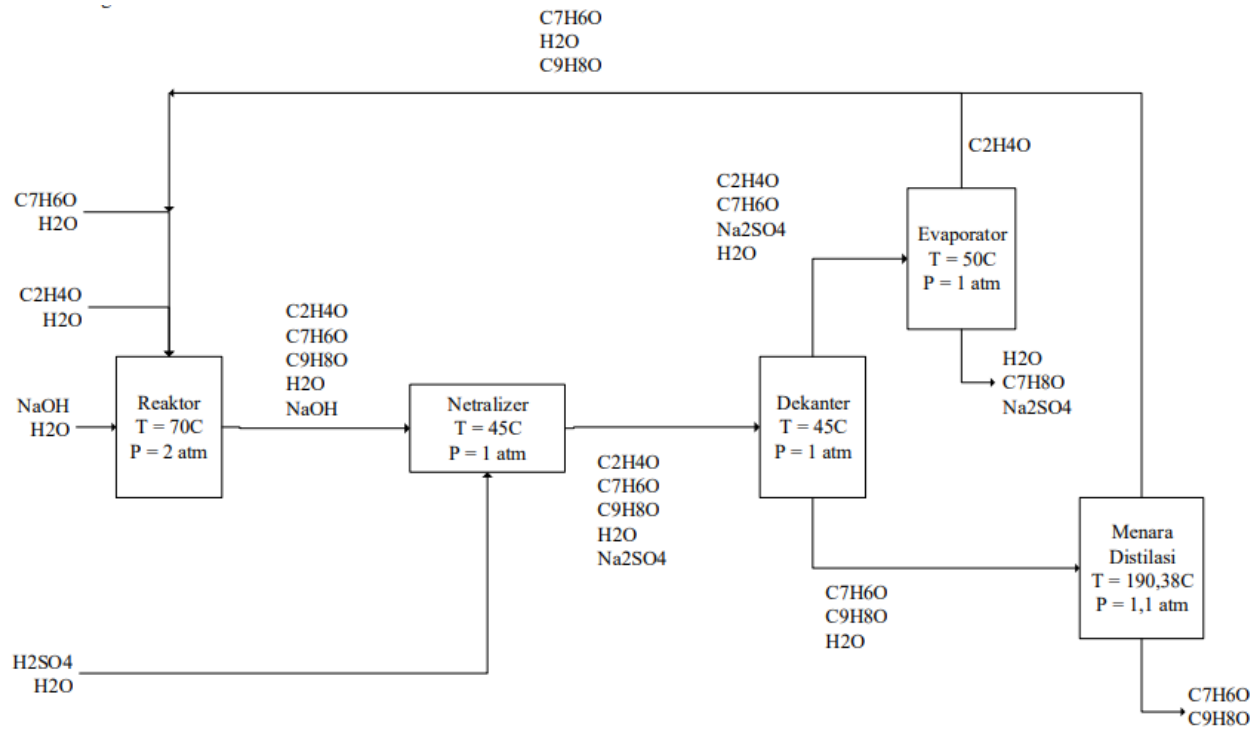 C7H6O
H2O
C9H8O
C2H4O
C7H6O
H2O
C2H4O
C7H6O
Na2SO4
H2O
Evaporator
T = 50C
P = 1 atm
C2H4O
H2O
C2H4O
C7H6O
C9H8O
H2O
NaOH
H2O
C7H8O
Na2SO4
NaOH
H2O
Reaktor
T = 70C
P = 2 atm
Netralizer
T = 45C
P = 1 atm
Dekanter
T = 45C
P = 1 atm
C2H4O
C7H6O
C9H8O
H2O
Na2SO4
Menara
Distilasi
T = 190,38C
P = 1,1 atm
C7H6O
C9H8O
H2O
H2SO4
H2O
C7H6O
C9H8O